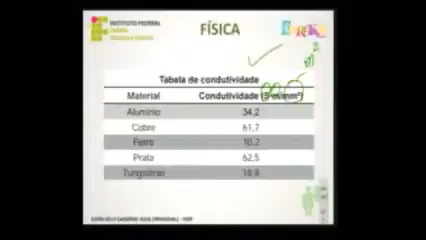 INSTITUTO FEDERAL
FÍSICA
Tabela de condutividade
Material Condutividade (S·m/mm²)
Alumínio 34,2
Cobre 61,7
Ferro 10,2
Prata 62,5
Tungstênio 18,8
m²